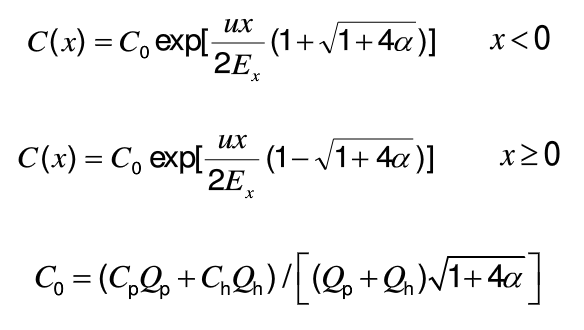 C(x) = C₀ exp[ux/2Eₓ (1+√(1+4α))] x<0
C(x) = C₀ exp[ux/2Eₓ (1−√(1+4α))] x≥0
C₀ = (CₚQₚ + CₕQₕ)/[(Qₚ + Qₕ)√(1+4α)]